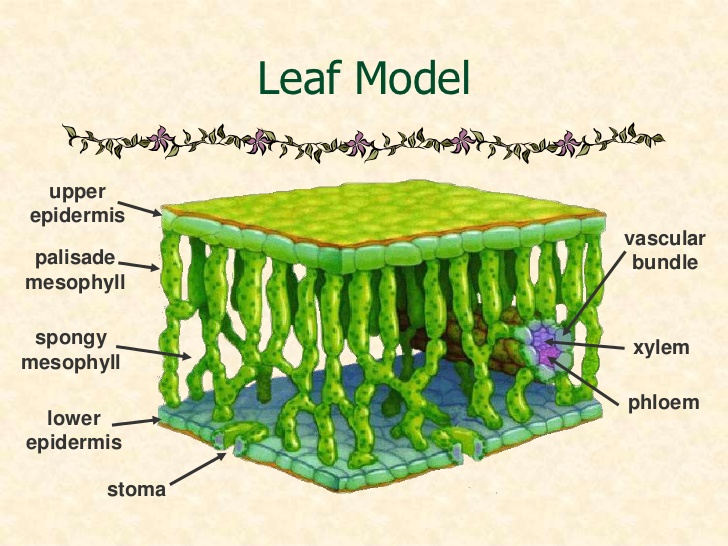 Leaf Model
upper
epidermis
palisade
mesophyll
spongy
mesophyll
lower
epidermis
stoma
vascular
bundle
xylem
phloem